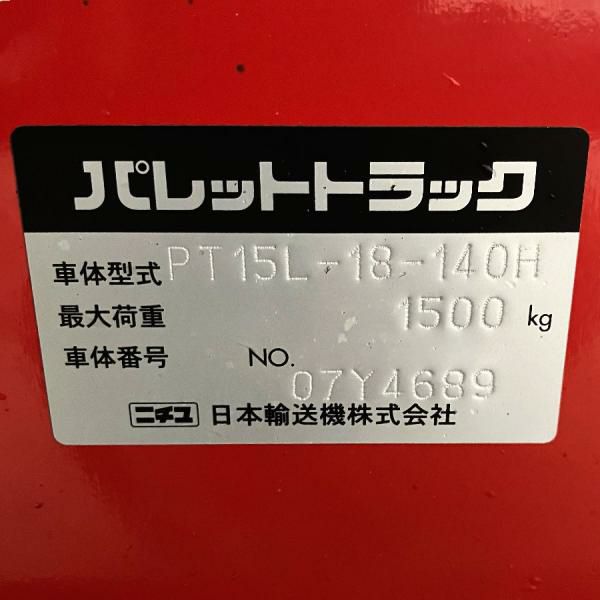 パレットトラック
車体型式 PT15L-18-140H
最大荷重 1500 kg
車体番号 NO. 07Y4689
ニチユ 日本輸送機株式会社